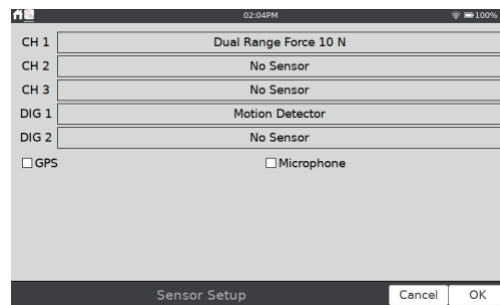 02:04PM 100%
CH 1 Dual Range Force 10 N
CH 2 No Sensor
CH 3 No Sensor
DIG 1 Motion Detector
DIG 2 No Sensor
GPS Microphone
Sensor Setup Cancel OK